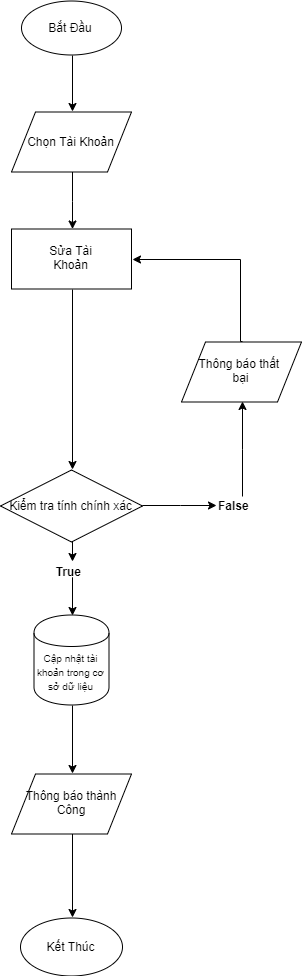 Bắt Đầu
Chọn Tài Khoản
Sửa Tài
Khoản
Thông báo thất
bại
Kiểm tra tính chính xác
False
True
Cập nhật tài
khoản trong cơ
sở dữ liệu
Thông báo thành
Công
Kết Thúc